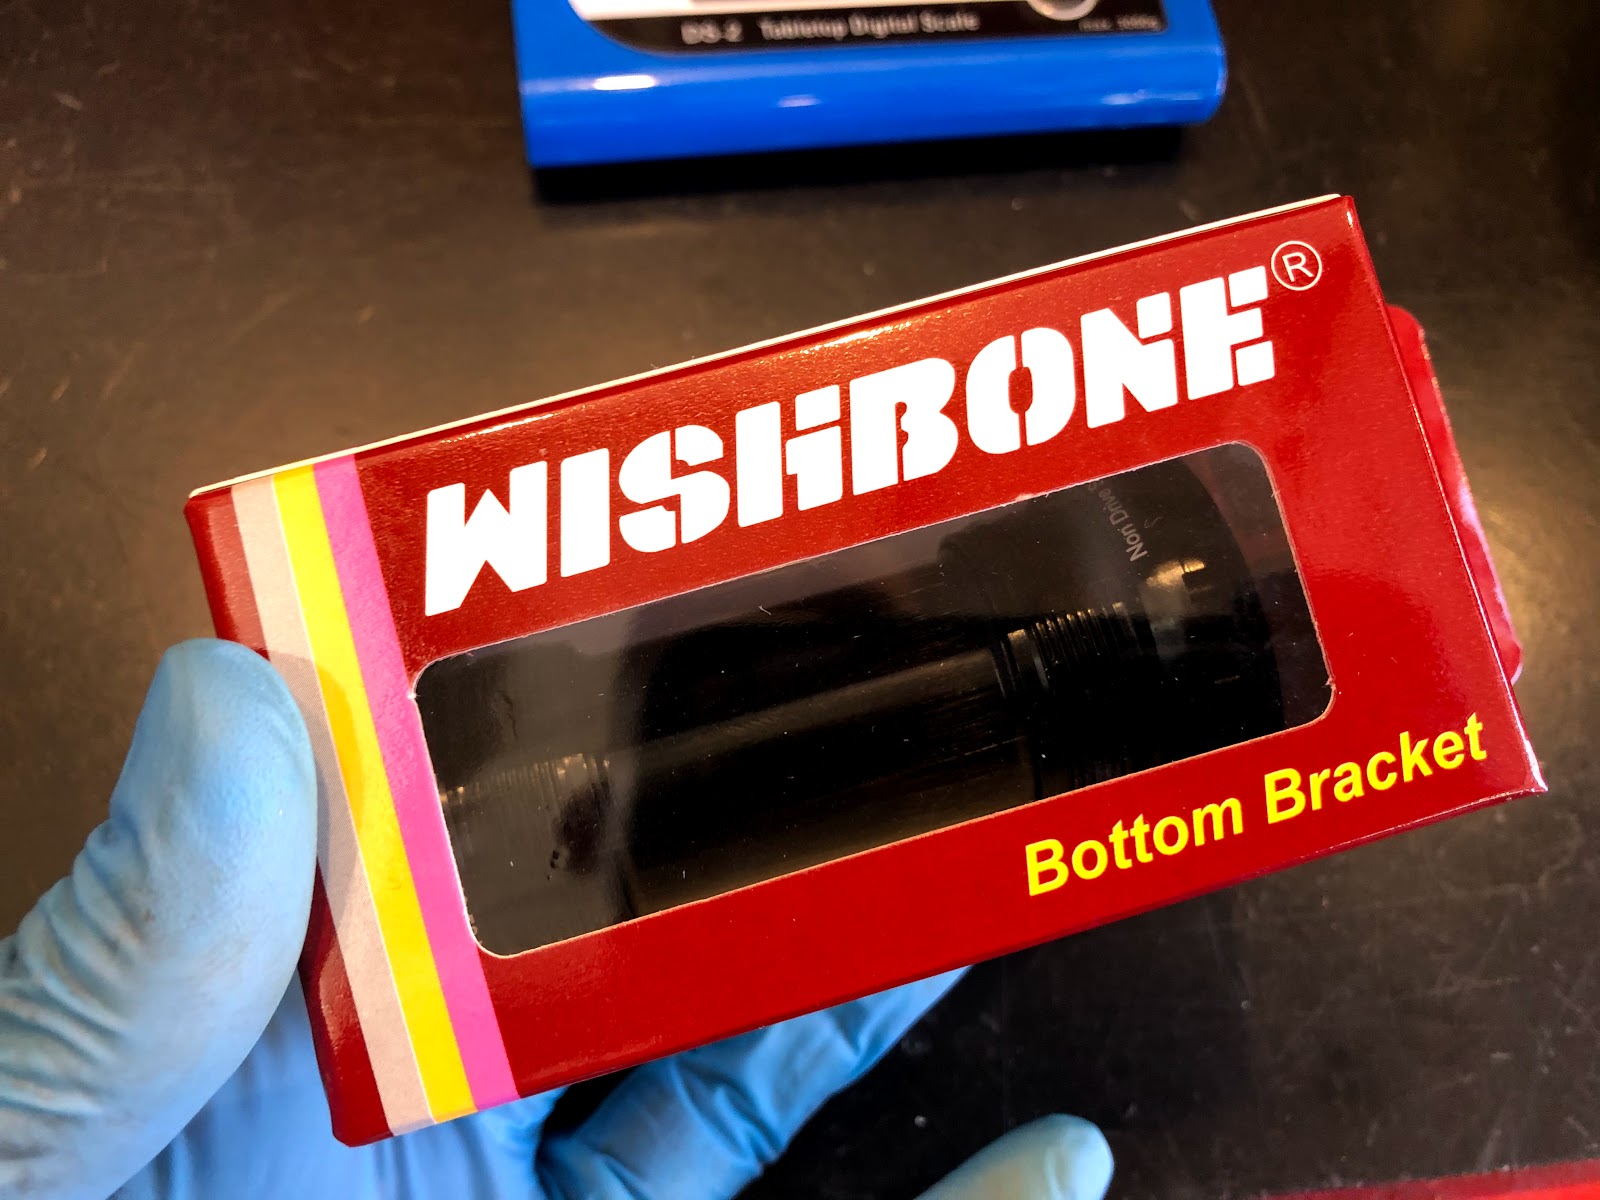 DS-2 Tabletop Digital Scale
WISHBONE®
Non Drive
Bottom Bracket